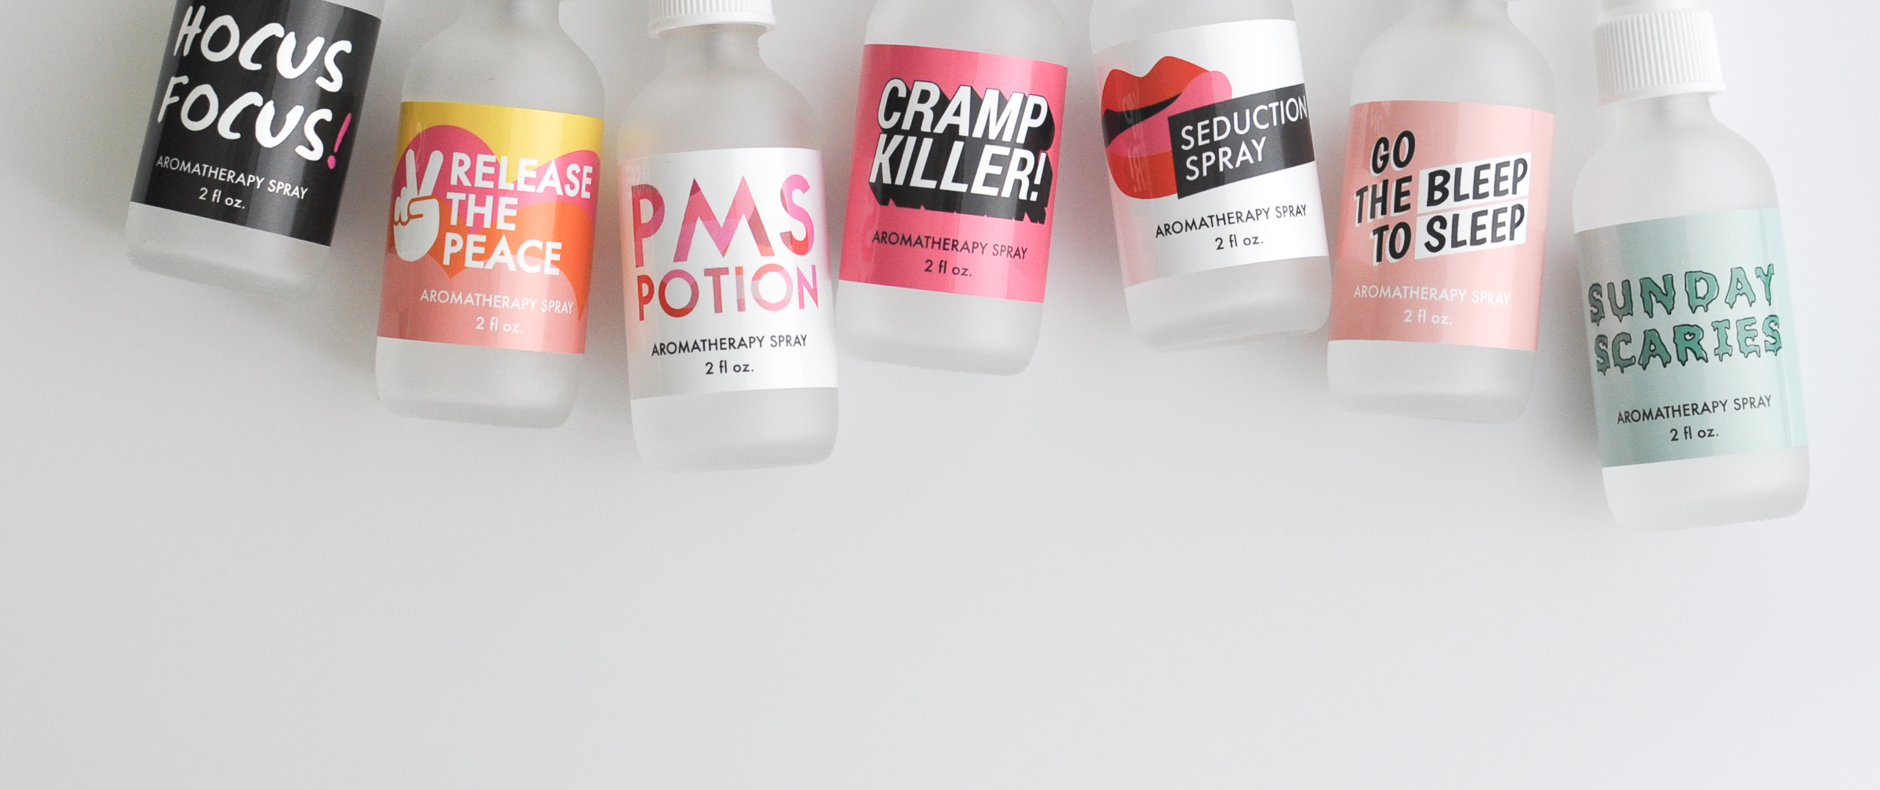 HOCUS
FOCUS!
AROMATHERAPY SPRAY
2 fl oz.
RELEASE
THE
PEACE
AROMATHERAPY SPRAY
2 fl oz.
PMS
POTION
AROMATHERAPY SPRAY
2 fl oz.
CRAMP
KILLER!
AROMATHERAPY SPRAY
2 fl oz.
SEDUCTION
SPRAY
AROMATHERAPY SPRAY
2 fl oz.
GO
THE BLEEP
TO SLEEP
AROMATHERAPY SPRAY
2 fl oz.
SUNDAY
SCARIES
AROMATHERAPY SPRAY
2 fl oz.